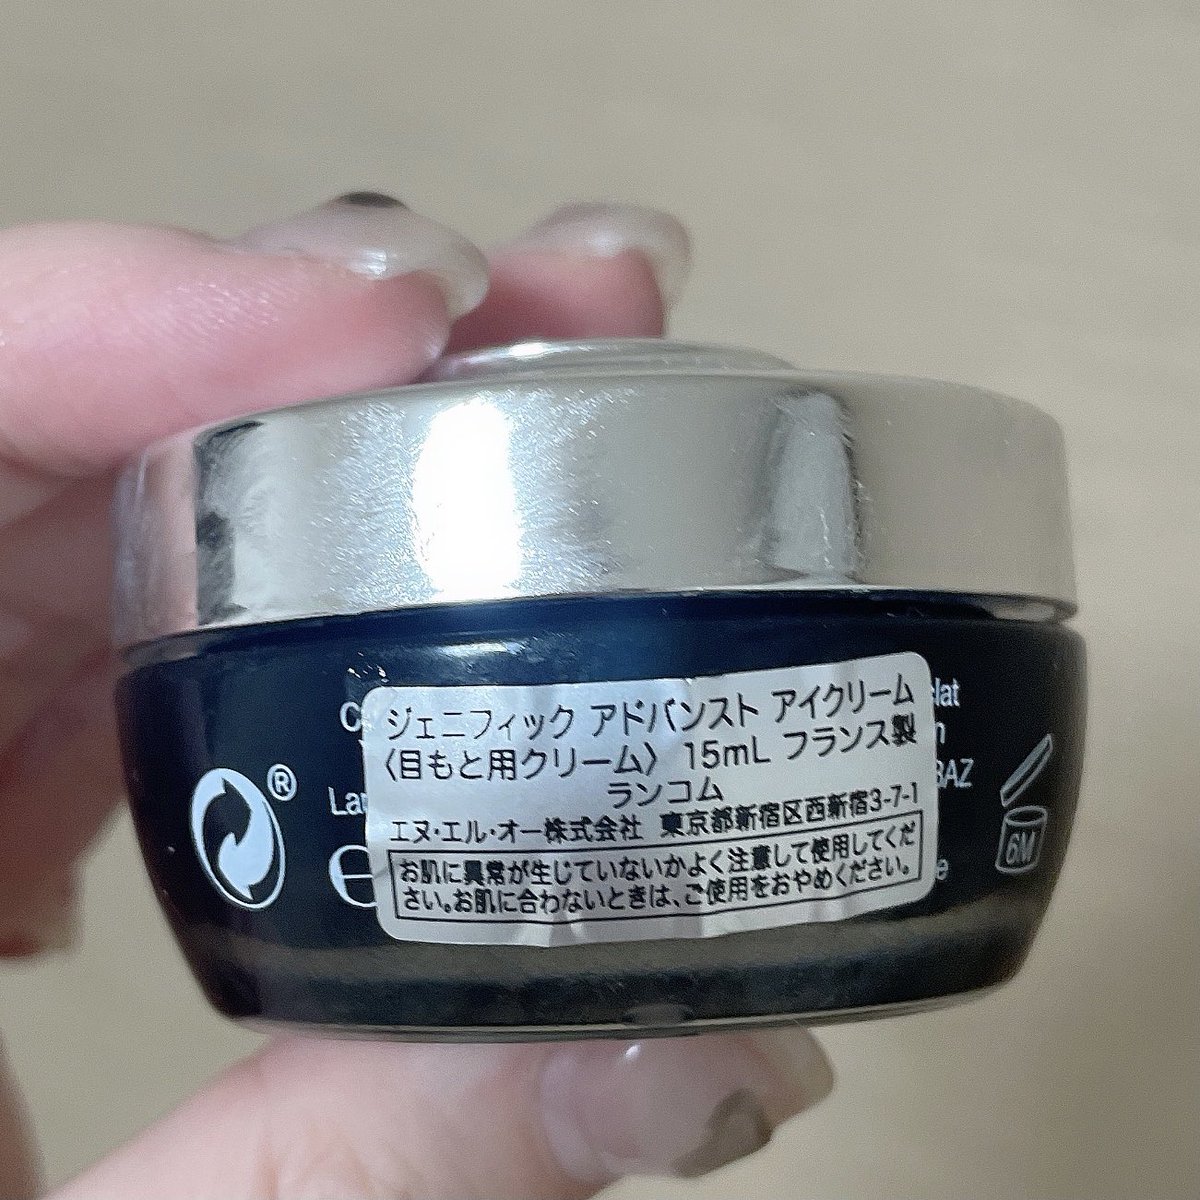 ジェニフィック アドバンスト アイクリーム
〈目もと用クリーム〉 15mL フランス製
ランコム
エヌ・エル・オー株式会社 東京都新宿区西新宿3-7-1
お肌に異常が生じていないかよく注意して使用してくだ
さい。お肌に合わないときは、ご使用をおやめください。
®
6M